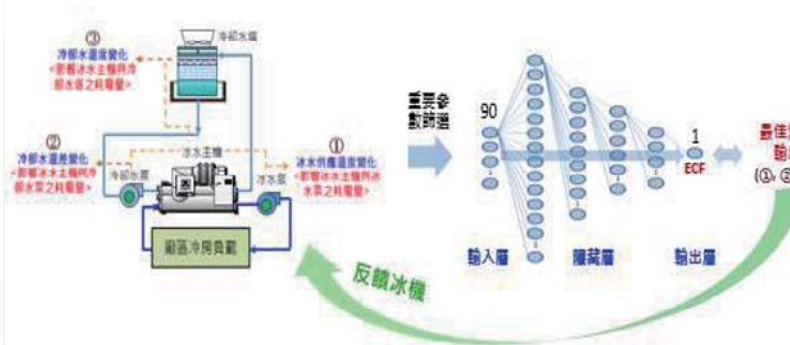 ③
冷卻水溫度變化
<影響冰水主機與冷
卻水塔之耗電量>
冷卻水塔
②
冷卻水溫差變化
<影響冰水主機與冷
卻水泵之耗電量>
冷卻水泵
冰水主機
冰水泵
①
冰水供應溫度變化
<影響冰水主機與冰
水泵之耗電量>
廠區冷房負載
重要參
數篩選
90
1
ECF
輸入層
隱藏層
輸出層
最佳
輸
(①, ②
反饋冰機